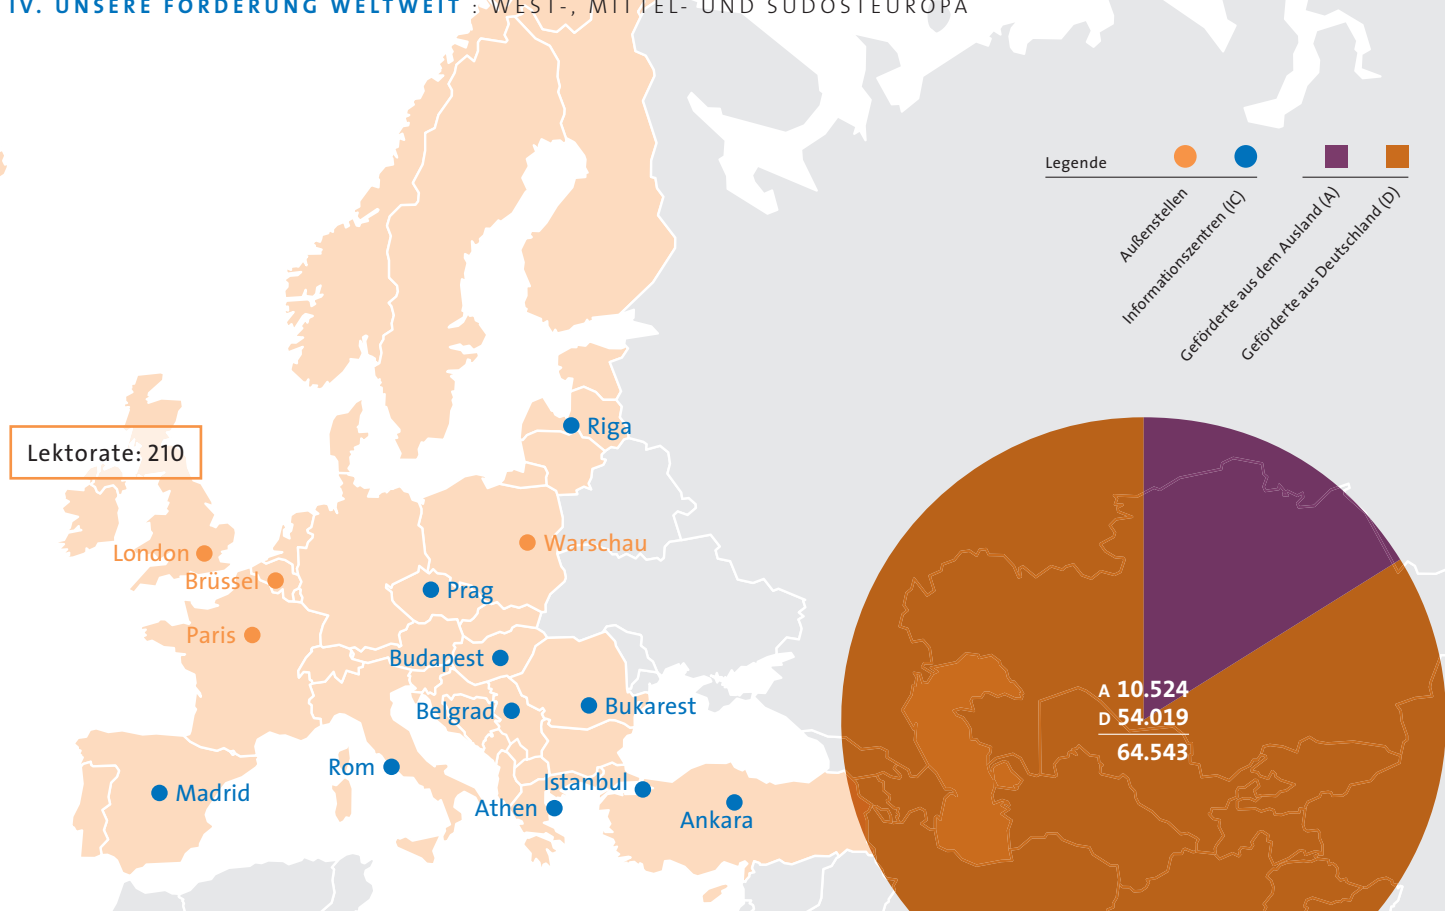 IV. UNSERE FÖRDERUNG WELTWEIT : WEST-, MITTEL- UND SÜDOSTEUROPA
Legende
Außenstellen
Informationszentren (IC)
Geförderte aus dem Ausland (A)
Geförderte aus Deutschland (D)
Riga
Lektorate: 210
Warschau
London
Brüssel
Prag
Paris
Budapest
Belgrad
Bukarest
Rom
Madrid
Istanbul
Athen
Ankara
A 10.524
D 54.019
64.543